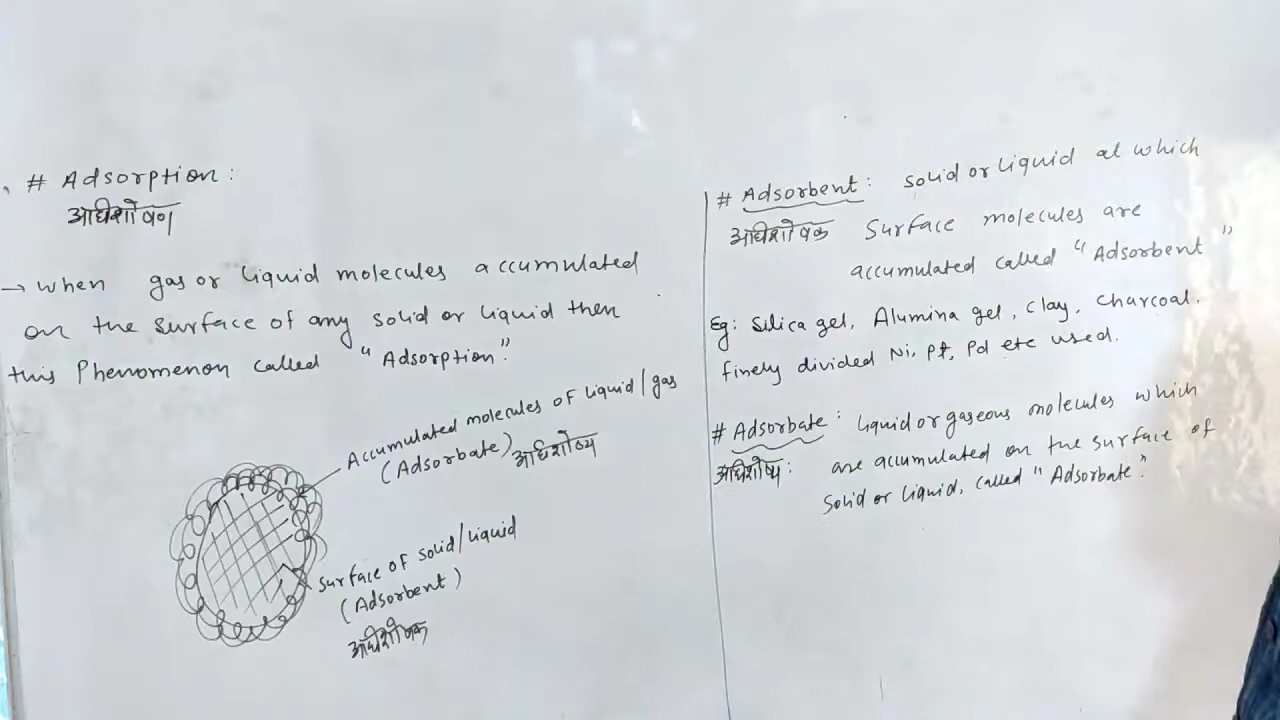 # Adsorption:
अधिशोषण
→ When gas or liquid molecules accumulated
on the surface of any solid or liquid then
this Phenomenon called "Adsorption."
Accumulated molecules of liquid/gas
(Adsorbate) अधिशोष्य
Surface of solid/liquid
(Adsorbent)
अधिशोषक
# Adsorbent: Solid or liquid at which
अधिशोषक Surface molecules are
accumulated called "Adsorbent"
Eg: Silica gel, Alumina gel, clay, charcoal,
finely divided Ni, Pt, Pd etc used.
# Adsorbate: liquid or gaseous molecules which
अधिशोष्य: are accumulated on the surface of
Solid or liquid, called "Adsorbate."